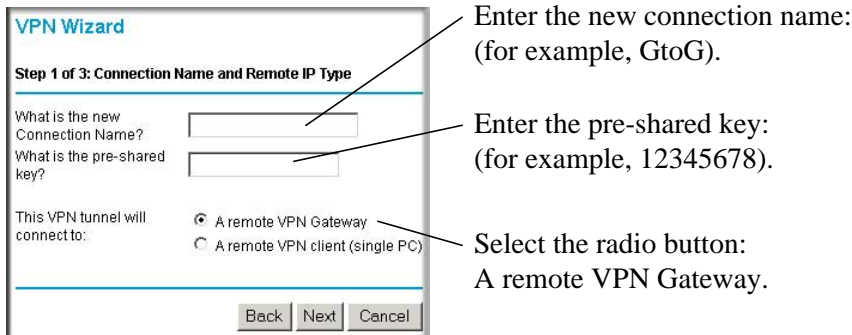 VPN Wizard
Step 1 of 3: Connection Name and Remote IP Type
What is the new
Connection Name?
What is the pre-shared
key?
This VPN tunnel will
connect to:
A remote VPN Gateway
A remote VPN client (single PC)
Back Next Cancel
Enter the new connection name:
(for example, GtoG).
Enter the pre-shared key:
(for example, 12345678).
Select the radio button:
A remote VPN Gateway.